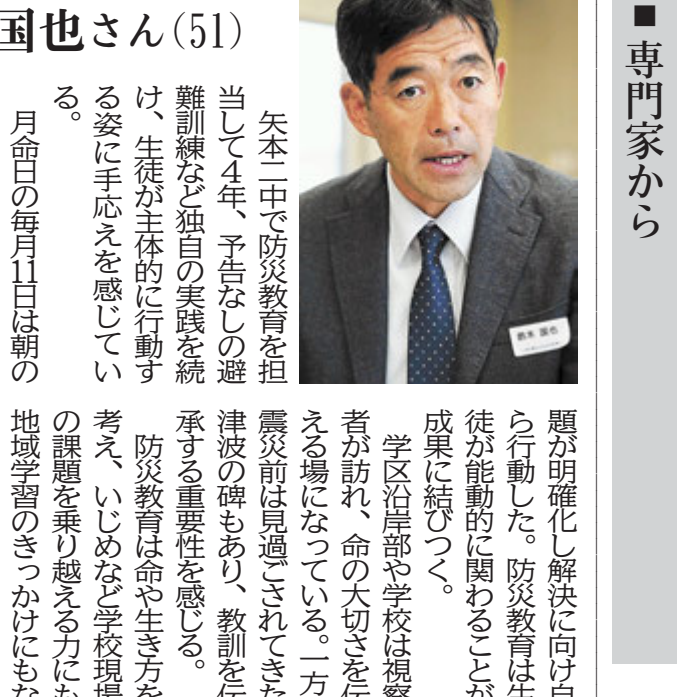 ■ 専門家から
国也さん(51)
矢本二中で防災教育を担
当して4年、予告なしの避
難訓練など独自の実践を続
け、生徒が主体的に行動す
る姿に手応えを感じてい
る。
月命日の毎月11日は朝の
題が明確化し解決に向け自
ら行動した。防災教育は生
徒が能動的に関わることが
成果に結びつく。
学区沿岸部や学校は視察
者が訪れ、命の大切さを伝
える場になっている。一方
震災前は見過ごされてきた
津波の碑もあり、教訓を伝
承する重要性を感じる。
防災教育は命や生き方を
考え、いじめなど学校現場
の課題を乗り越える力にも
地域学習のきっかけにもな
鈴木 国也